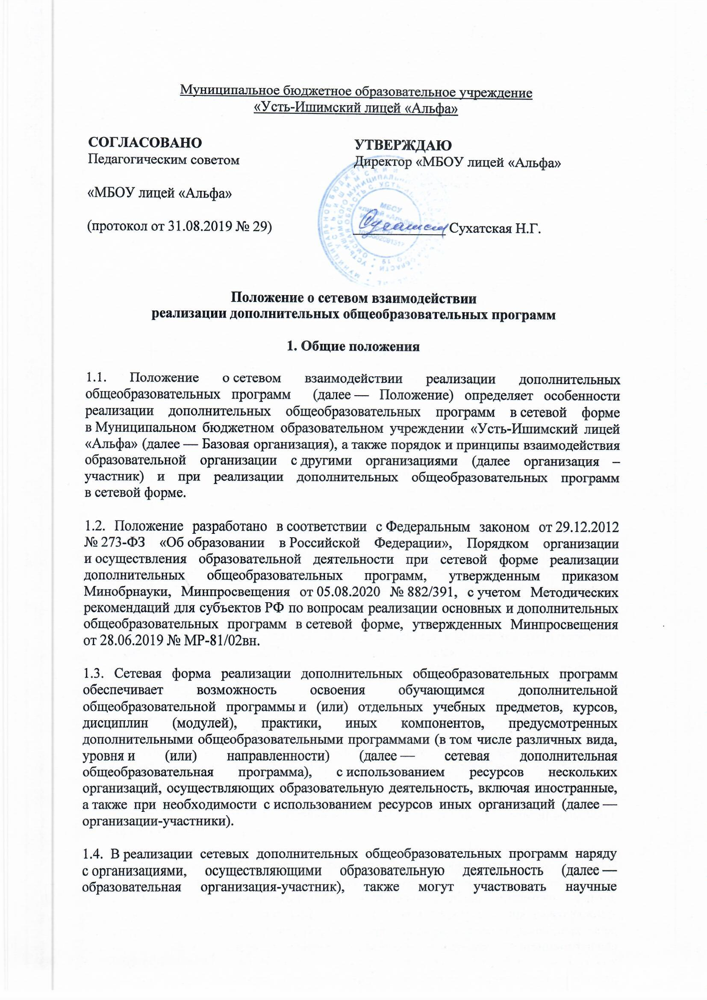 Муниципальное бюджетное образовательное учреждение
«Усть-Ишимский лицей «Альфа»
СОГЛАСОВАНО
Педагогическим советом
«МБОУ лицей «Альфа»
(протокол от 31.08.2019 № 29)
УТВЕРЖДАЮ
Директор «МБОУ лицей «Альфа»
Сухатская Н.Г.
Положение о сетевом взаимодействии
реализации дополнительных общеобразовательных программ
1. Общие положения
1.1. Положение о сетевом взаимодействии реализации дополнительных
общеобразовательных программ (далее — Положение) определяет особенности
реализации дополнительных общеобразовательных программ в сетевой форме
в Муниципальном бюджетном образовательном учреждении «Усть-Ишимский лицей
«Альфа» (далее — Базовая организация), а также порядок и принципы взаимодействия
образовательной организации с другими организациями (далее организация –
участник) и при реализации дополнительных общеобразовательных программ
в сетевой форме.
1.2. Положение разработано в соответствии с Федеральным законом от 29.12.2012
№ 273-ФЗ «Об образовании в Российской Федерации», Порядком организации
и осуществления образовательной деятельности при сетевой форме реализации
дополнительных общеобразовательных программ, утвержденным приказом
Минобрнауки, Минпросвещения от 05.08.2020 № 882/391, с учетом Методических
рекомендаций для субъектов РФ по вопросам реализации основных и дополнительных
общеобразовательных программ в сетевой форме, утвержденных Минпросвещения
от 28.06.2019 № МР-81/02вн.
1.3. Сетевая форма реализации дополнительных общеобразовательных программ
обеспечивает возможность освоения обучающимся дополнительной
общеобразовательной программы и (или) отдельных учебных предметов, курсов,
дисциплин (модулей), практики, иных компонентов, предусмотренных
дополнительными общеобразовательными программами (в том числе различных вида,
уровня и (или) направленности) (далее — сетевая дополнительная
общеобразовательная программа), с использованием ресурсов нескольких
организаций, осуществляющих образовательную деятельность, включая иностранные,
а также при необходимости с использованием ресурсов иных организаций (далее —
организации-участники).
1.4. В реализации сетевых дополнительных общеобразовательных программ наряду
с организациями, осуществляющими образовательную деятельность (далее —
образовательная организация-участник), также могут участвовать научные